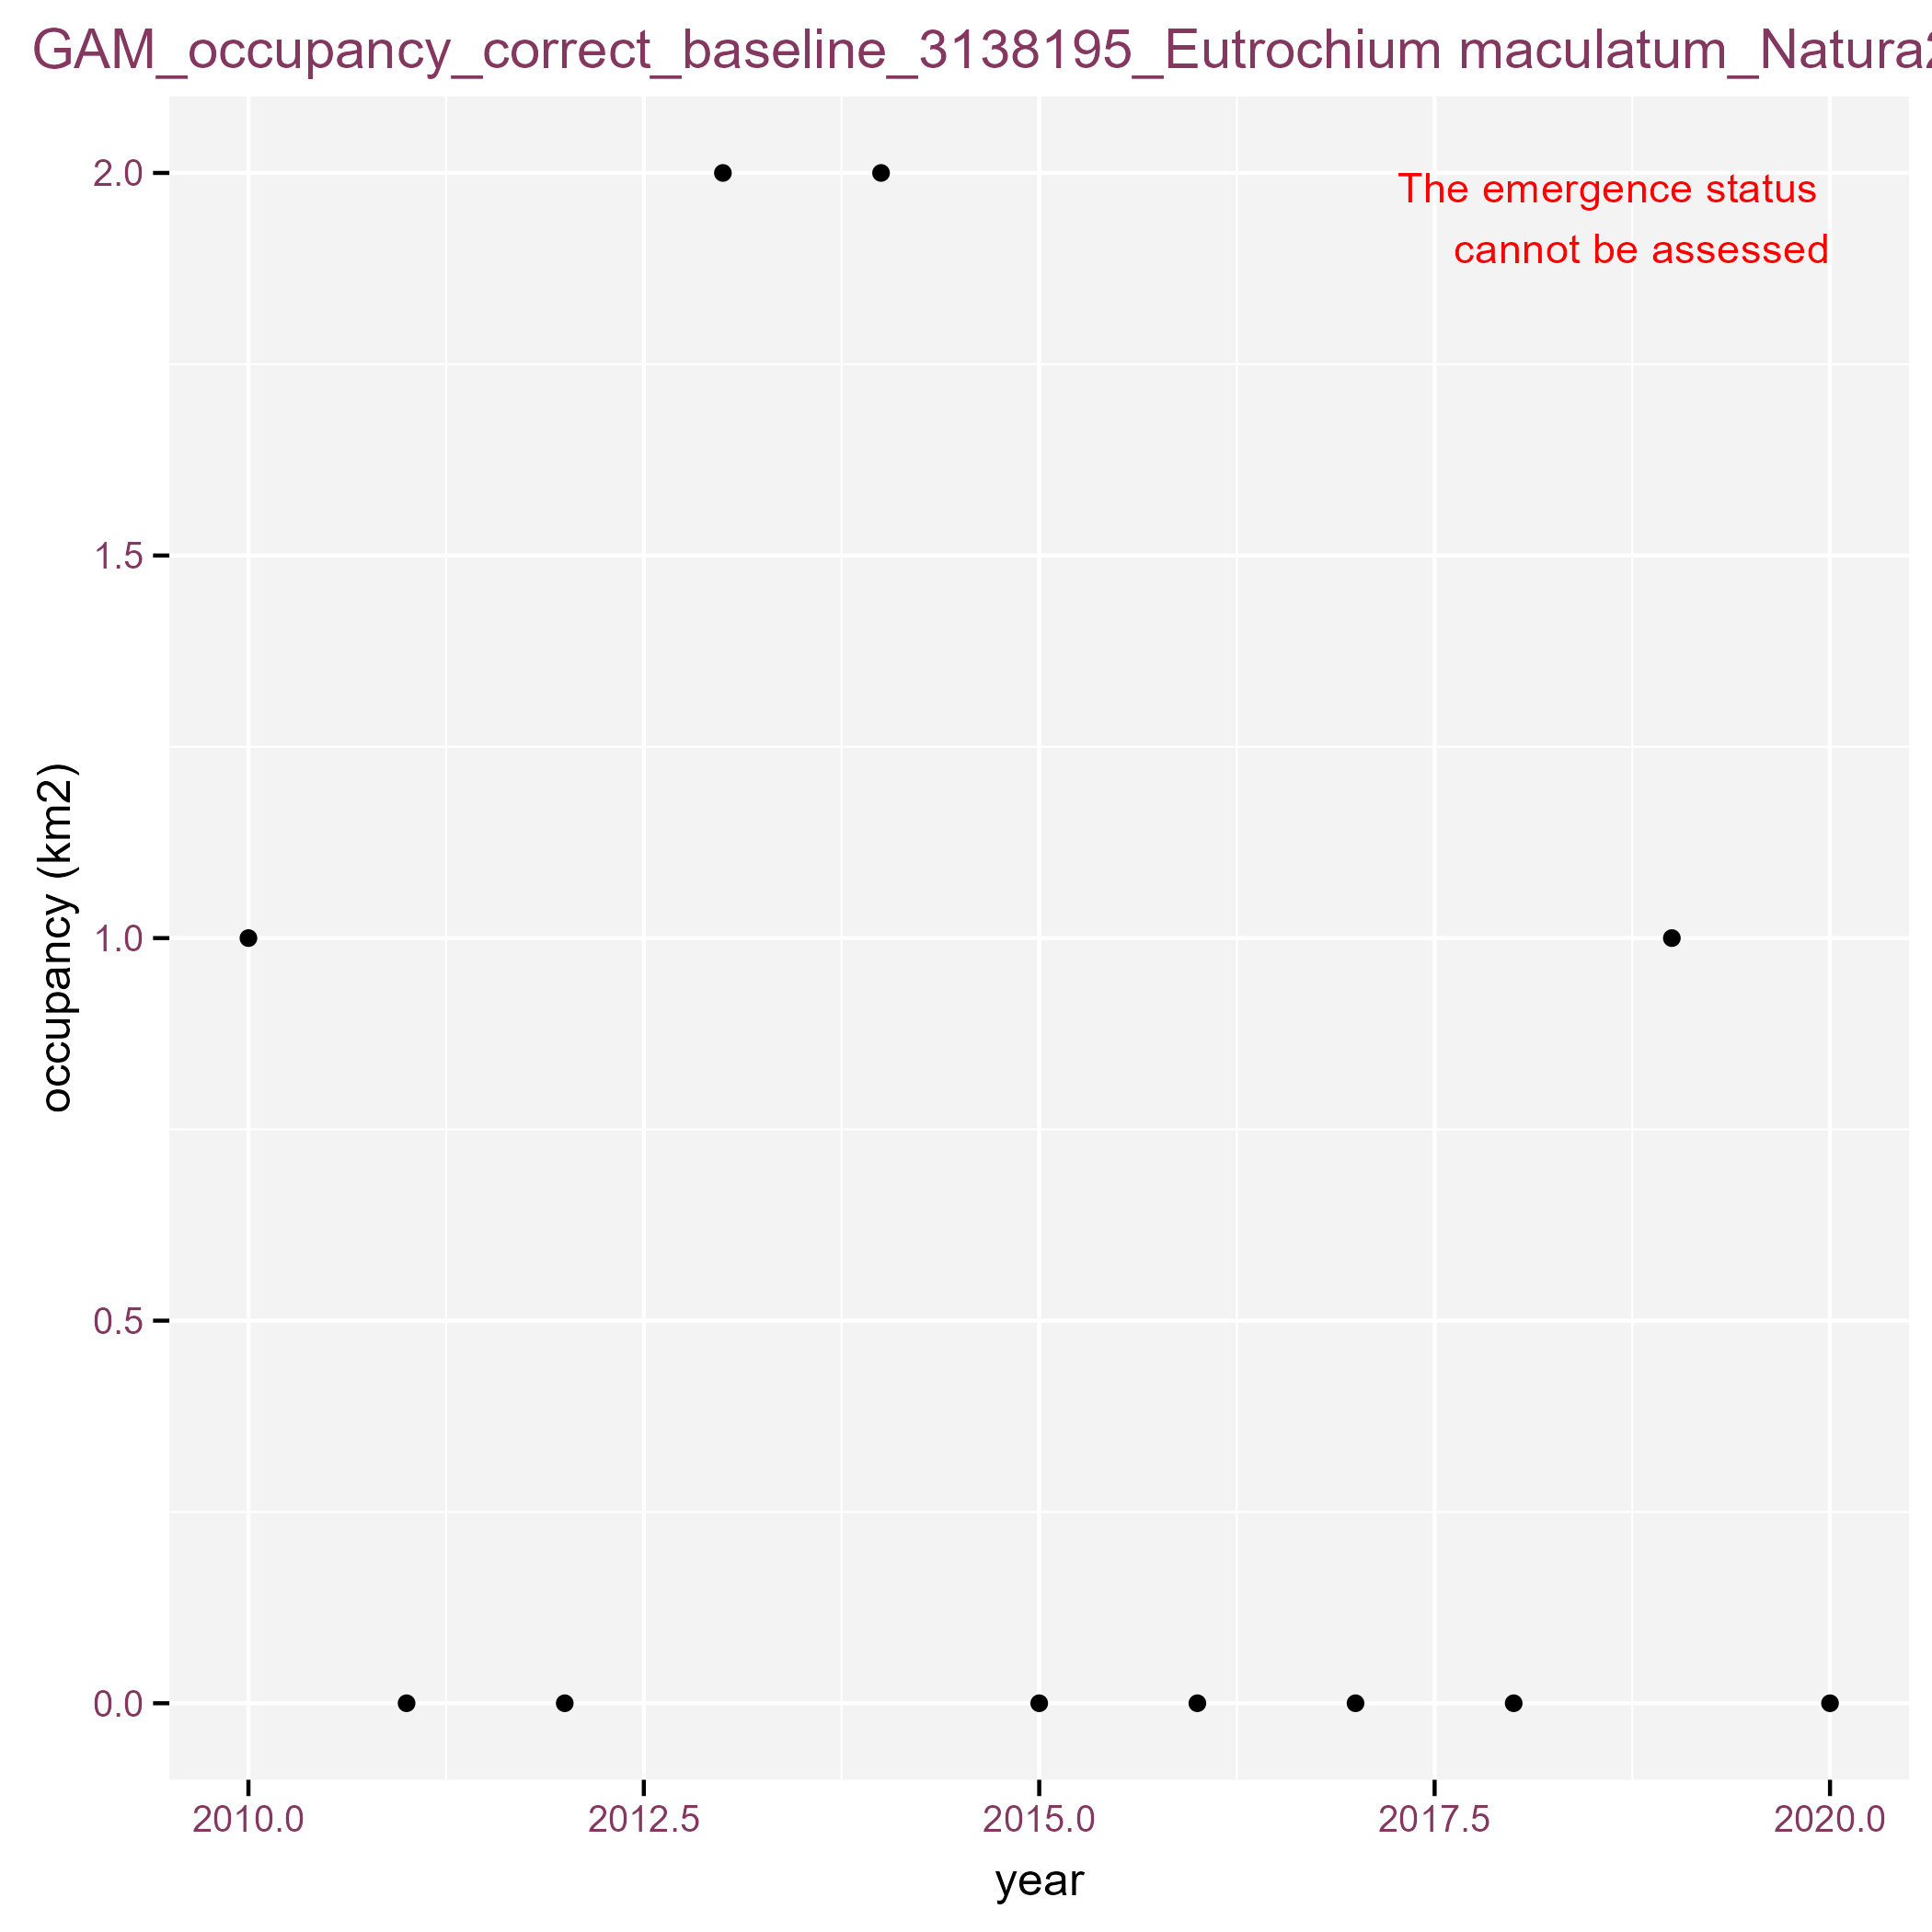 GAM_occupancy_correct_baseline_3138195_Eutrochium maculatum_Natura2
The emergence status
cannot be assessed
2.0
1.5
1.0
0.5
0.0
occupancy (km2)
2010.0 2012.5 2015.0 2017.5 2020.0
year